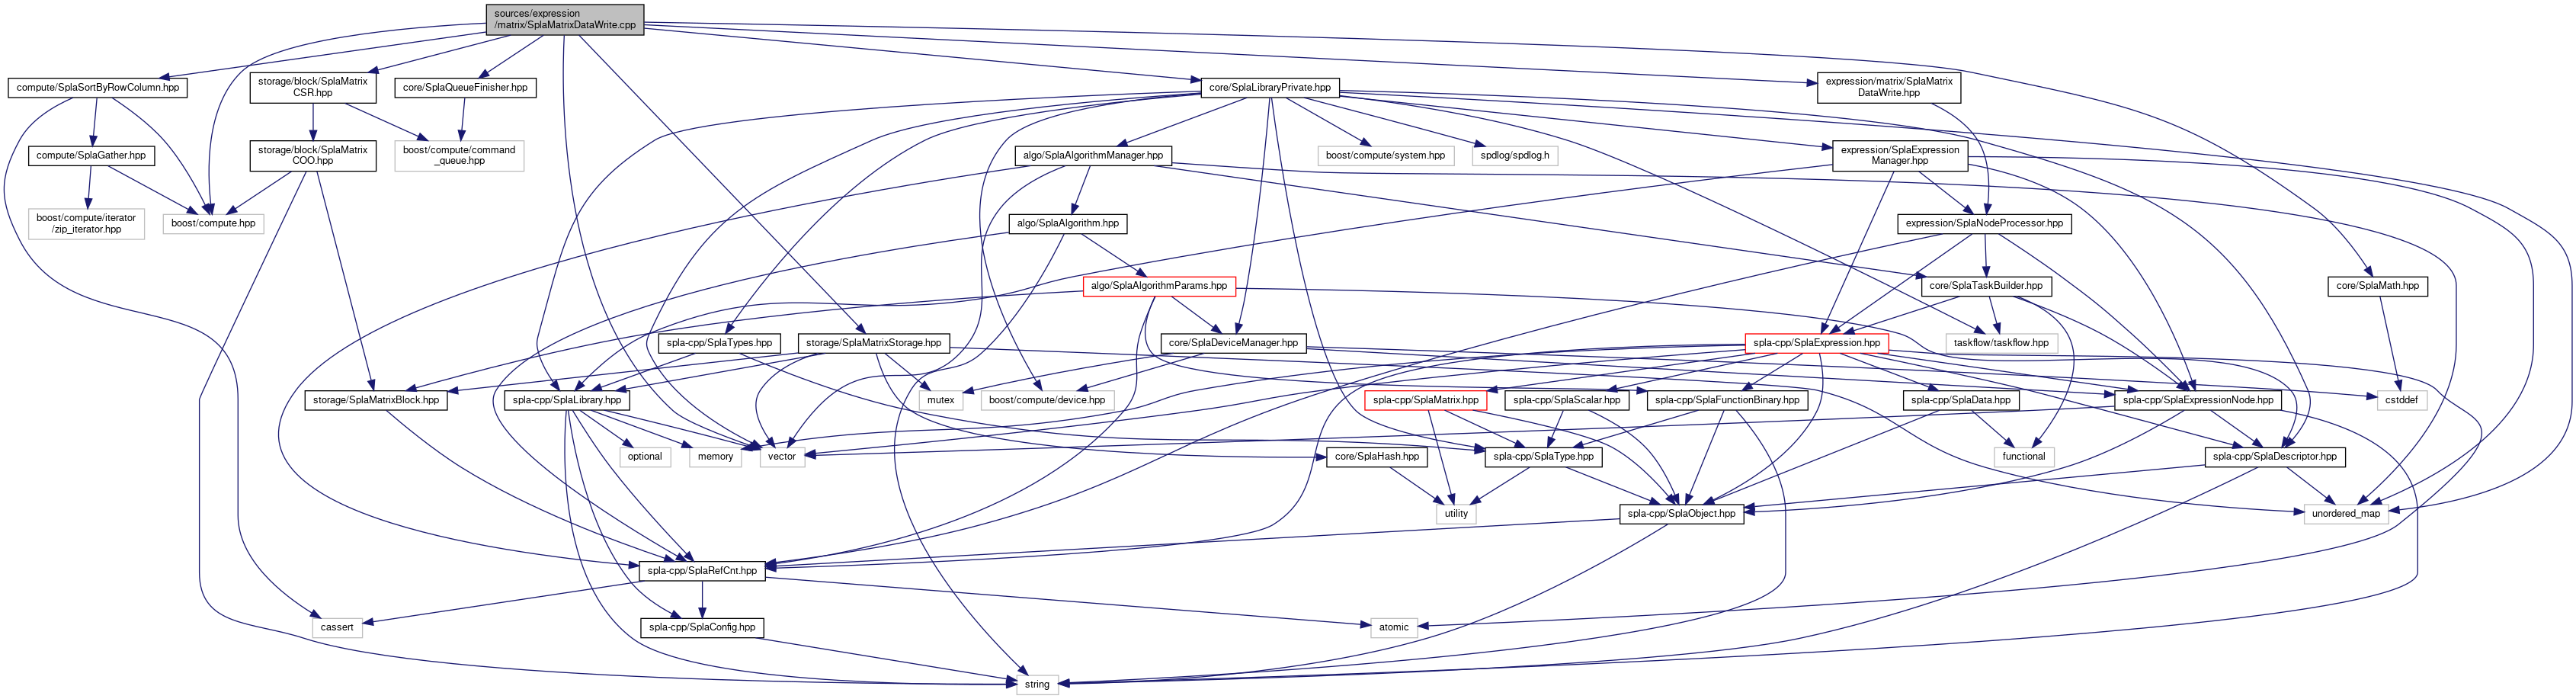 sources/expression
/matrix/SplaMatrixDataWrite.cpp
compute/SplaSortByRowColumn.hpp
storage/block/SplaMatrix
CSR.hpp
core/SplaQueueFinisher.hpp
core/SplaLibraryPrivate.hpp
expression/matrix/SplaMatrix
DataWrite.hpp
compute/SplaGather.hpp
storage/block/SplaMatrix
COO.hpp
boost/compute/command
_queue.hpp
algo/SplaAlgorithmManager.hpp
boost/compute/system.hpp
spdlog/spdlog.h
expression/SplaExpression
Manager.hpp
boost/compute/iterator
/zip_iterator.hpp
boost/compute.hpp
algo/SplaAlgorithm.hpp
expression/SplaNodeProcessor.hpp
algo/SplaAlgorithmParams.hpp
core/SplaTaskBuilder.hpp
core/SplaMath.hpp
spla-cpp/SplaTypes.hpp
storage/SplaMatrixStorage.hpp
core/SplaDeviceManager.hpp
spla-cpp/SplaExpression.hpp
taskflow/taskflow.hpp
storage/SplaMatrixBlock.hpp
spla-cpp/SplaLibrary.hpp
mutex
boost/compute/device.hpp
spla-cpp/SplaMatrix.hpp
spla-cpp/SplaScalar.hpp
spla-cpp/SplaFunctionBinary.hpp
spla-cpp/SplaData.hpp
spla-cpp/SplaExpressionNode.hpp
cstddef
optional
memory
vector
core/SplaHash.hpp
spla-cpp/SplaType.hpp
functional
spla-cpp/SplaDescriptor.hpp
utility
spla-cpp/SplaObject.hpp
unordered_map
spla-cpp/SplaRefCnt.hpp
cassert
spla-cpp/SplaConfig.hpp
atomic
string